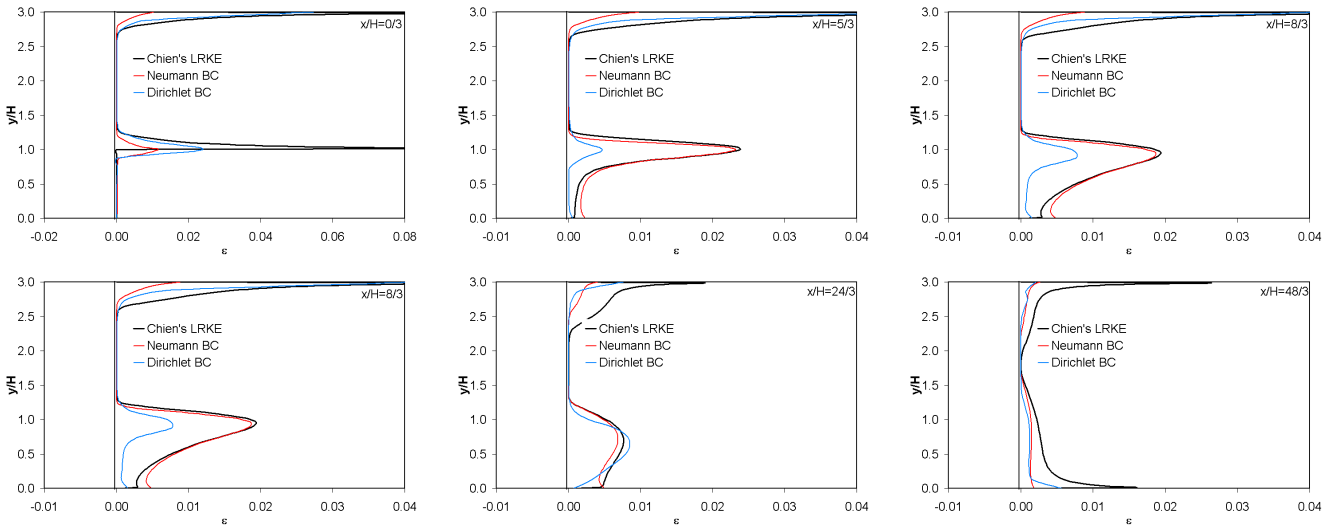 3.0
2.5
2.0
1.5
1.0
0.5
0.0
y/H
x/H=0/3
Chien's LRKE
Neumann BC
Dirichlet BC
-0.02 0.00 0.02 0.04 0.06 0.08
ε
3.0
2.5
2.0
1.5
1.0
0.5
0.0
y/H
x/H=5/3
Chien's LRKE
Neumann BC
Dirichlet BC
-0.01 0.00 0.01 0.02 0.03 0.04
ε
3.0
2.5
2.0
1.5
1.0
0.5
0.0
y/H
x/H=8/3
Chien's LRKE
Neumann BC
Dirichlet BC
-0.01 0.00 0.01 0.02 0.03 0.04
ε
3.0
2.5
2.0
1.5
1.0
0.5
0.0
y/H
x/H=8/3
Chien's LRKE
Neumann BC
Dirichlet BC
-0.01 0.00 0.01 0.02 0.03 0.04
ε
3.0
2.5
2.0
1.5
1.0
0.5
0.0
y/H
x/H=24/3
Chien's LRKE
Neumann BC
Dirichlet BC
-0.01 0.00 0.01 0.02 0.03 0.04
ε
3.0
2.5
2.0
1.5
1.0
0.5
0.0
y/H
x/H=48/3
Chien's LRKE
Neumann BC
Dirichlet BC
-0.01 0.00 0.01 0.02 0.03 0.04
ε